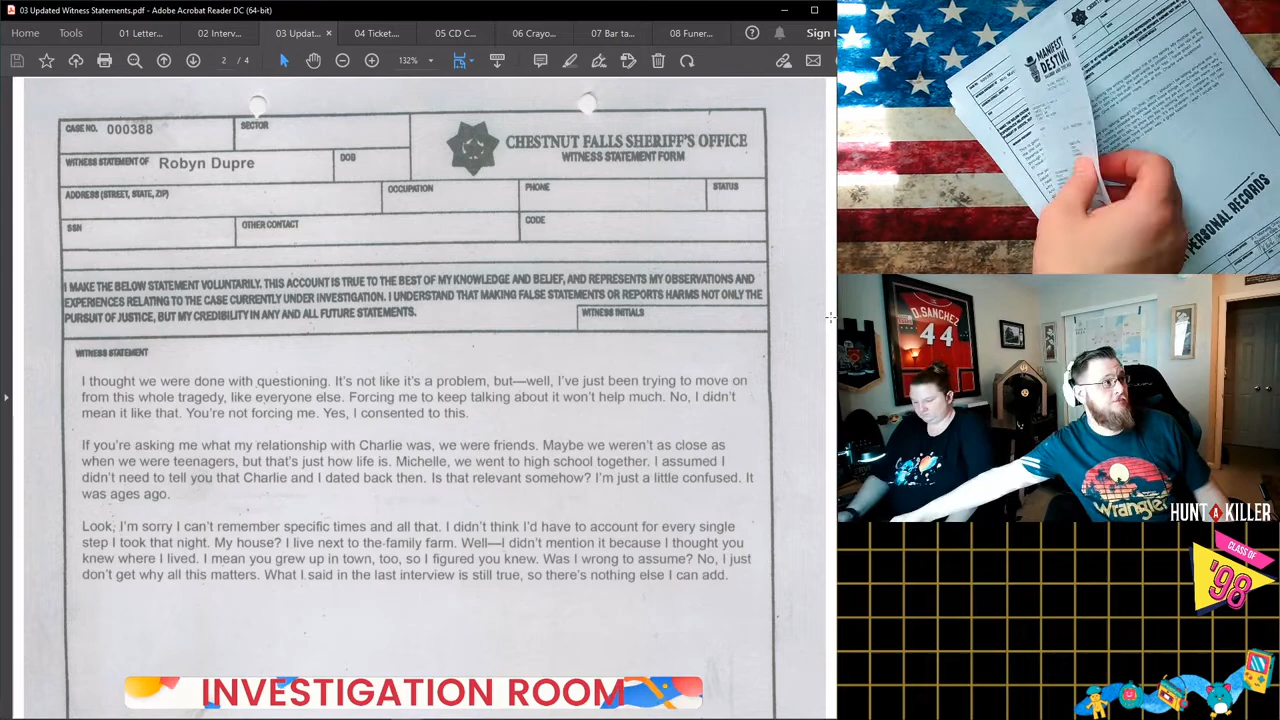 03 Updated Witness Statements.pdf - Adobe Acrobat Reader DC (64-bit)
Home
Tools
01 Letter...
02 Interv...
03 Updat... ×
04 Ticket....
05 CD C...
06 Crayo...
07 Bar ta...
08 Funer...
Sign I
2 / 4
132%
CASE NO. 000388
SECTOR
WITNESS STATEMENT OF Robyn Dupre
DOB
CHESTNUT FALLS SHERIFF'S OFFICE
WITNESS STATEMENT FORM
ADDRESS (STREET, STATE, ZIP)
OCCUPATION
PHONE
STATUS
SSN
OTHER CONTACT
CODE
I MAKE THE BELOW STATEMENT VOLUNTARILY. THIS ACCOUNT IS TRUE TO THE BEST OF MY KNOWLEDGE AND BELIEF, AND REPRESENTS MY OBSERVATIONS AND
EXPERIENCES RELATING TO THE CASE CURRENTLY UNDER INVESTIGATION. I UNDERSTAND THAT MAKING FALSE STATEMENTS OR REPORTS HARMS NOT ONLY THE
PURSUIT OF JUSTICE, BUT MY CREDIBILITY IN ANY AND ALL FUTURE STATEMENTS.
WITNESS INITIALS
WITNESS STATEMENT
I thought we were done with questioning. It's not like it's a problem, but—well, I've just been trying to move on
from this whole tragedy, like everyone else. Forcing me to keep talking about it won't help much. No, I didn't
mean it like that. You're not forcing me. Yes, I consented to this.
If you're asking me what my relationship with Charlie was, we were friends. Maybe we weren't as close as
when we were teenagers, but that's just how life is. Michelle, we went to high school together. I assumed I
didn't need to tell you that Charlie and I dated back then. Is that relevant somehow? I'm just a little confused. It
was ages ago.
Look, I'm sorry I can't remember specific times and all that. I didn't think I'd have to account for every single
step I took that night. My house? I live next to the family farm. Well—I didn't mention it because I thought you
knew where I lived. I mean you grew up in town, too, so I figured you knew. Was I wrong to assume? No, I just
don't get why all this matters. What I said in the last interview is still true, so there's nothing else I can add.
INVESTIGATION ROOM
MANIFEST
DESTIKI
PERSONAL RECORDS
D.SANCHEZ
44
Wrangler
HUNT A KILLER
CLASS OF
'98